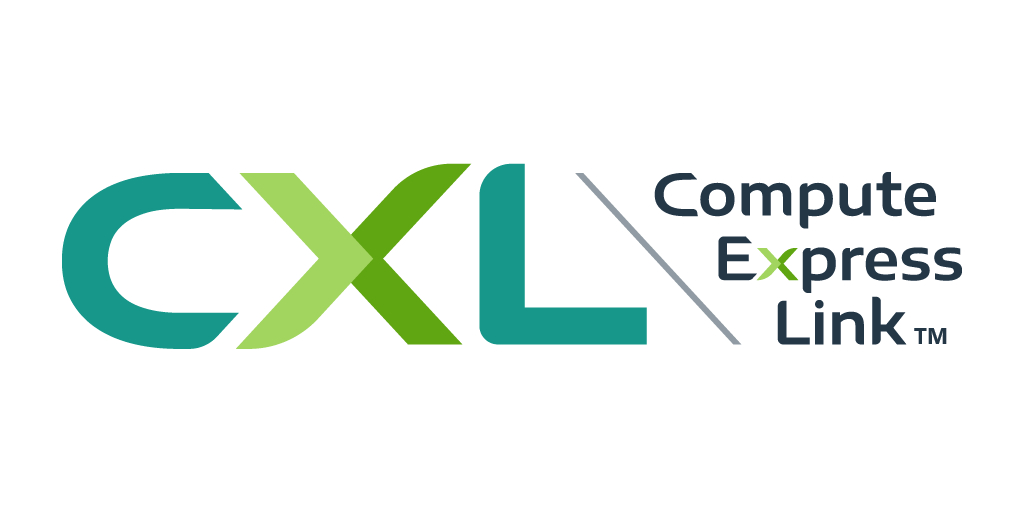 CXL
Compute
Express
Link™